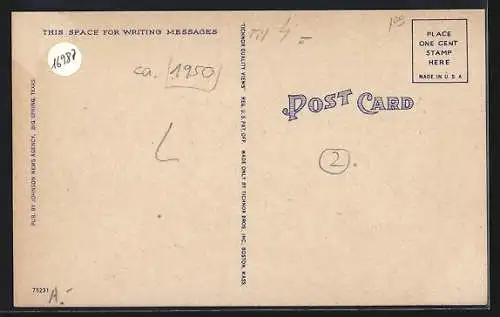 THIS SPACE FOR WRITING MESSAGES
16987
ca. 1950
PUB. BY JOHNSON NEWS AGENCY, BIG SPRING, TEXAS
75231
A.
"TICHNOR QUALITY VIEWS" REG. U. S. PAT. OFF. MADE ONLY BY TICHNOR BROS., INC., BOSTON, MASS.
100
PLACE
ONE CENT
STAMP
HERE
MADE IN U.S.A
POST CARD
2.